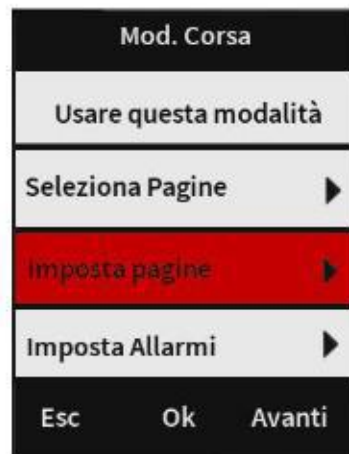 Mod. Corsa
Usare questa modalità
Seleziona Pagine
Imposta pagine
Imposta Allarmi
Esc Ok Avanti